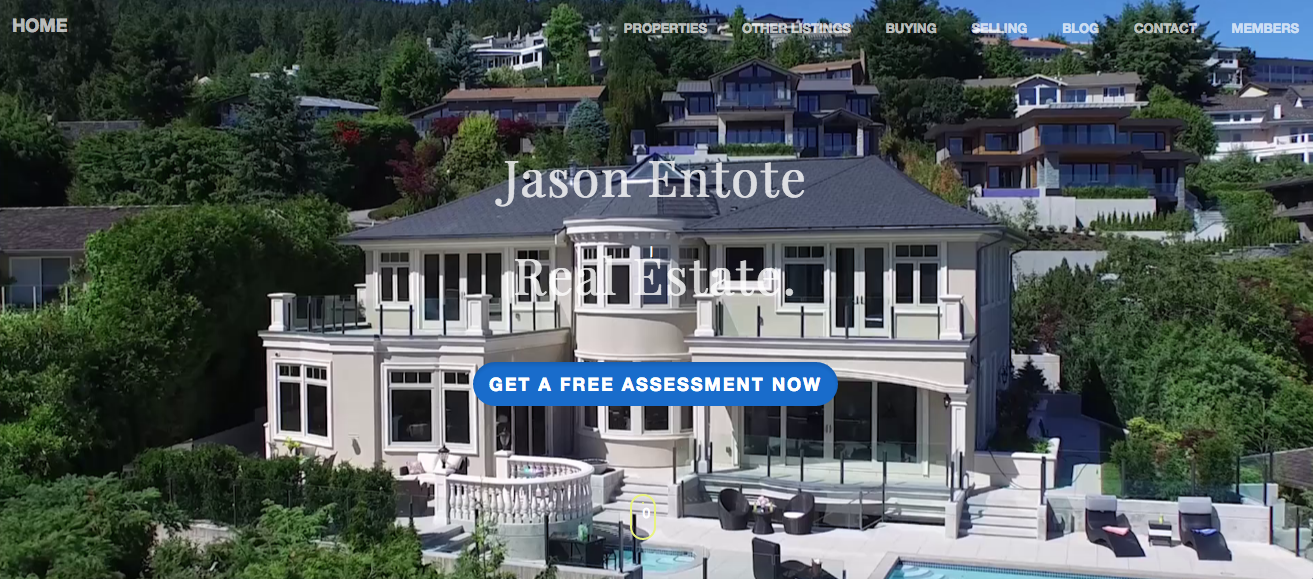 HOME
PROPERTIES OTHER LISTINGS BUYING SELLING BLOG CONTACT MEMBERS
Jason Entote
Real Estate.
GET A FREE ASSESSMENT NOW